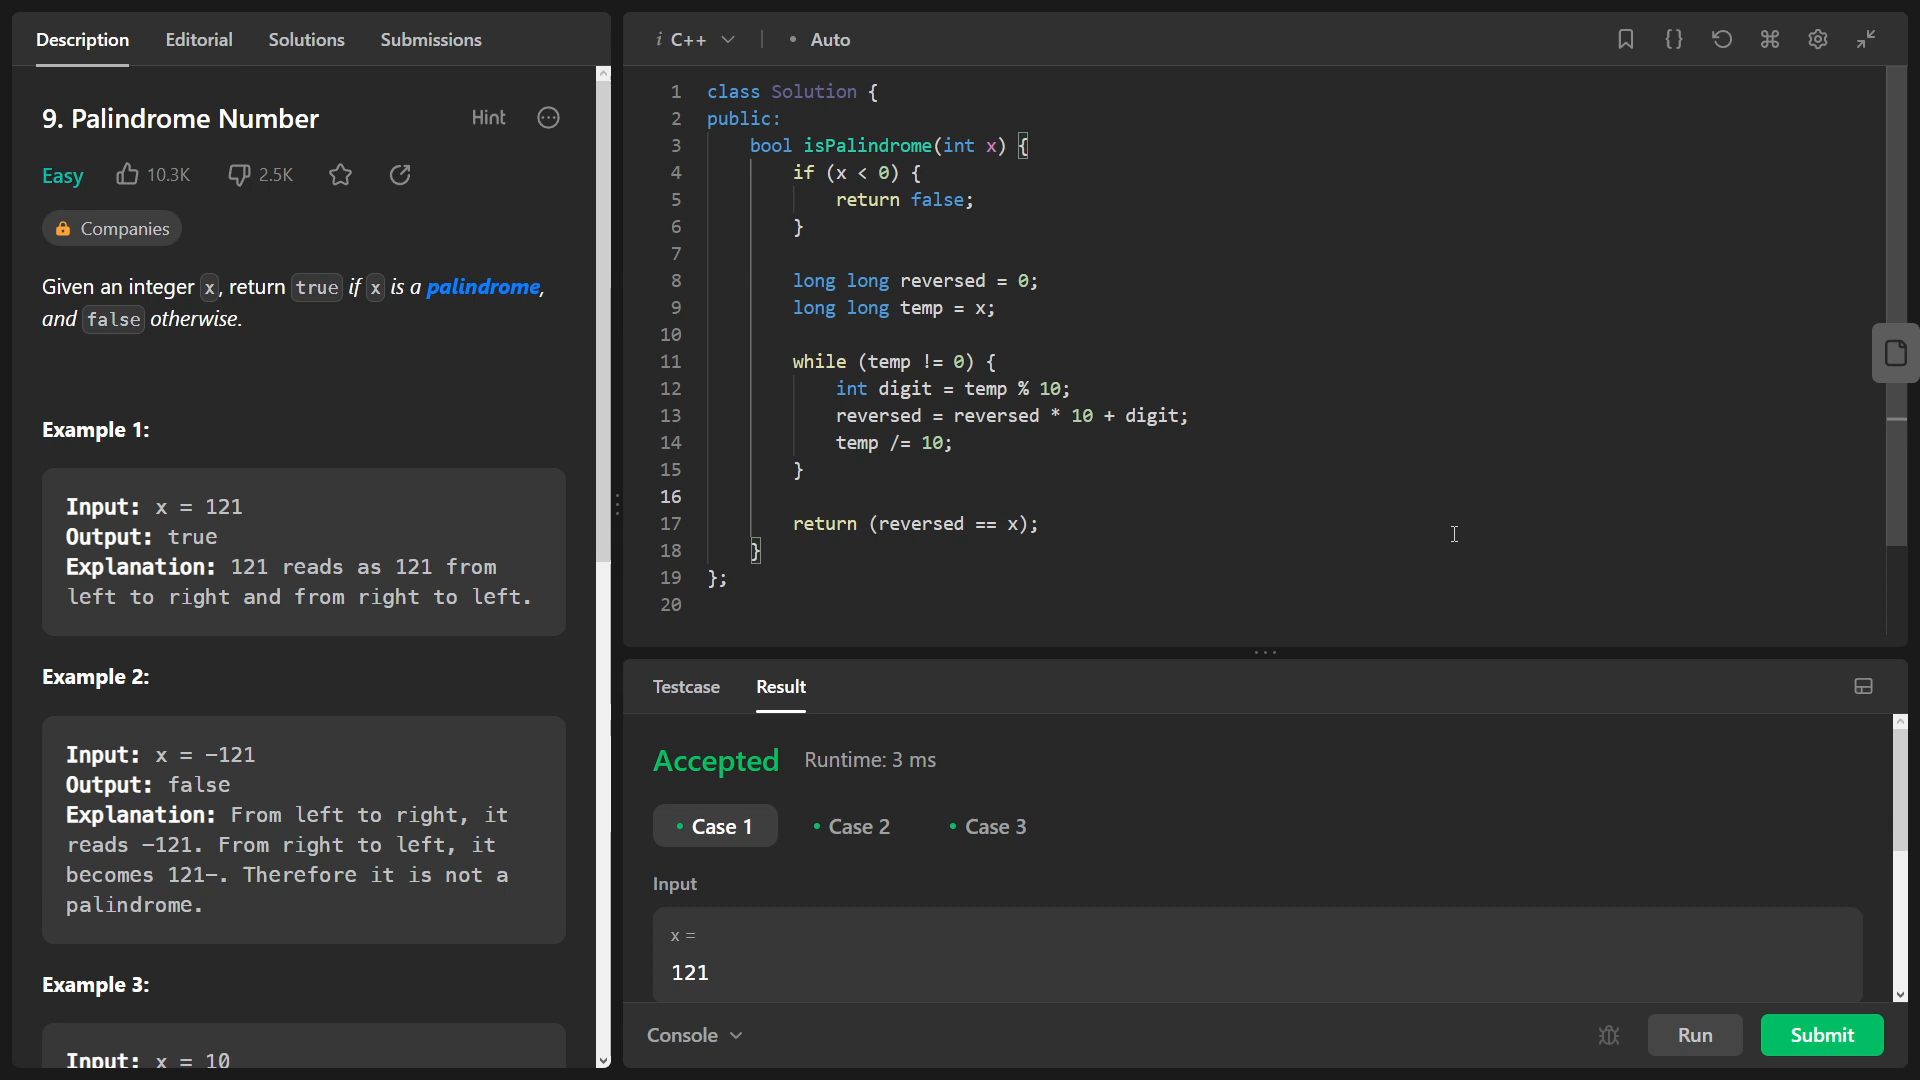 Description Editorial Solutions Submissions
9. Palindrome Number Hint
Easy 10.3K 2.5K
Companies
Given an integer x, return true if x is a palindrome,
and false otherwise.
Example 1:
Input: x = 121
Output: true
Explanation: 121 reads as 121 from
left to right and from right to left.
Example 2:
Input: x = -121
Output: false
Explanation: From left to right, it
reads -121. From right to left, it
becomes 121-. Therefore it is not a
palindrome.
Example 3:
Input: x = 10
i C++ | • Auto
1 class Solution {
2 public:
3     bool isPalindrome(int x) {
4         if (x < 0) {
5             return false;
6         }
7
8         long long reversed = 0;
9         long long temp = x;
10
11         while (temp != 0) {
12             int digit = temp % 10;
13             reversed = reversed * 10 + digit;
14             temp /= 10;
15         }
16
17         return (reversed == x);
18     }
19 };
20
Testcase Result
Accepted Runtime: 3 ms
• Case 1 • Case 2 • Case 3
Input
x =
121
Console Run Submit